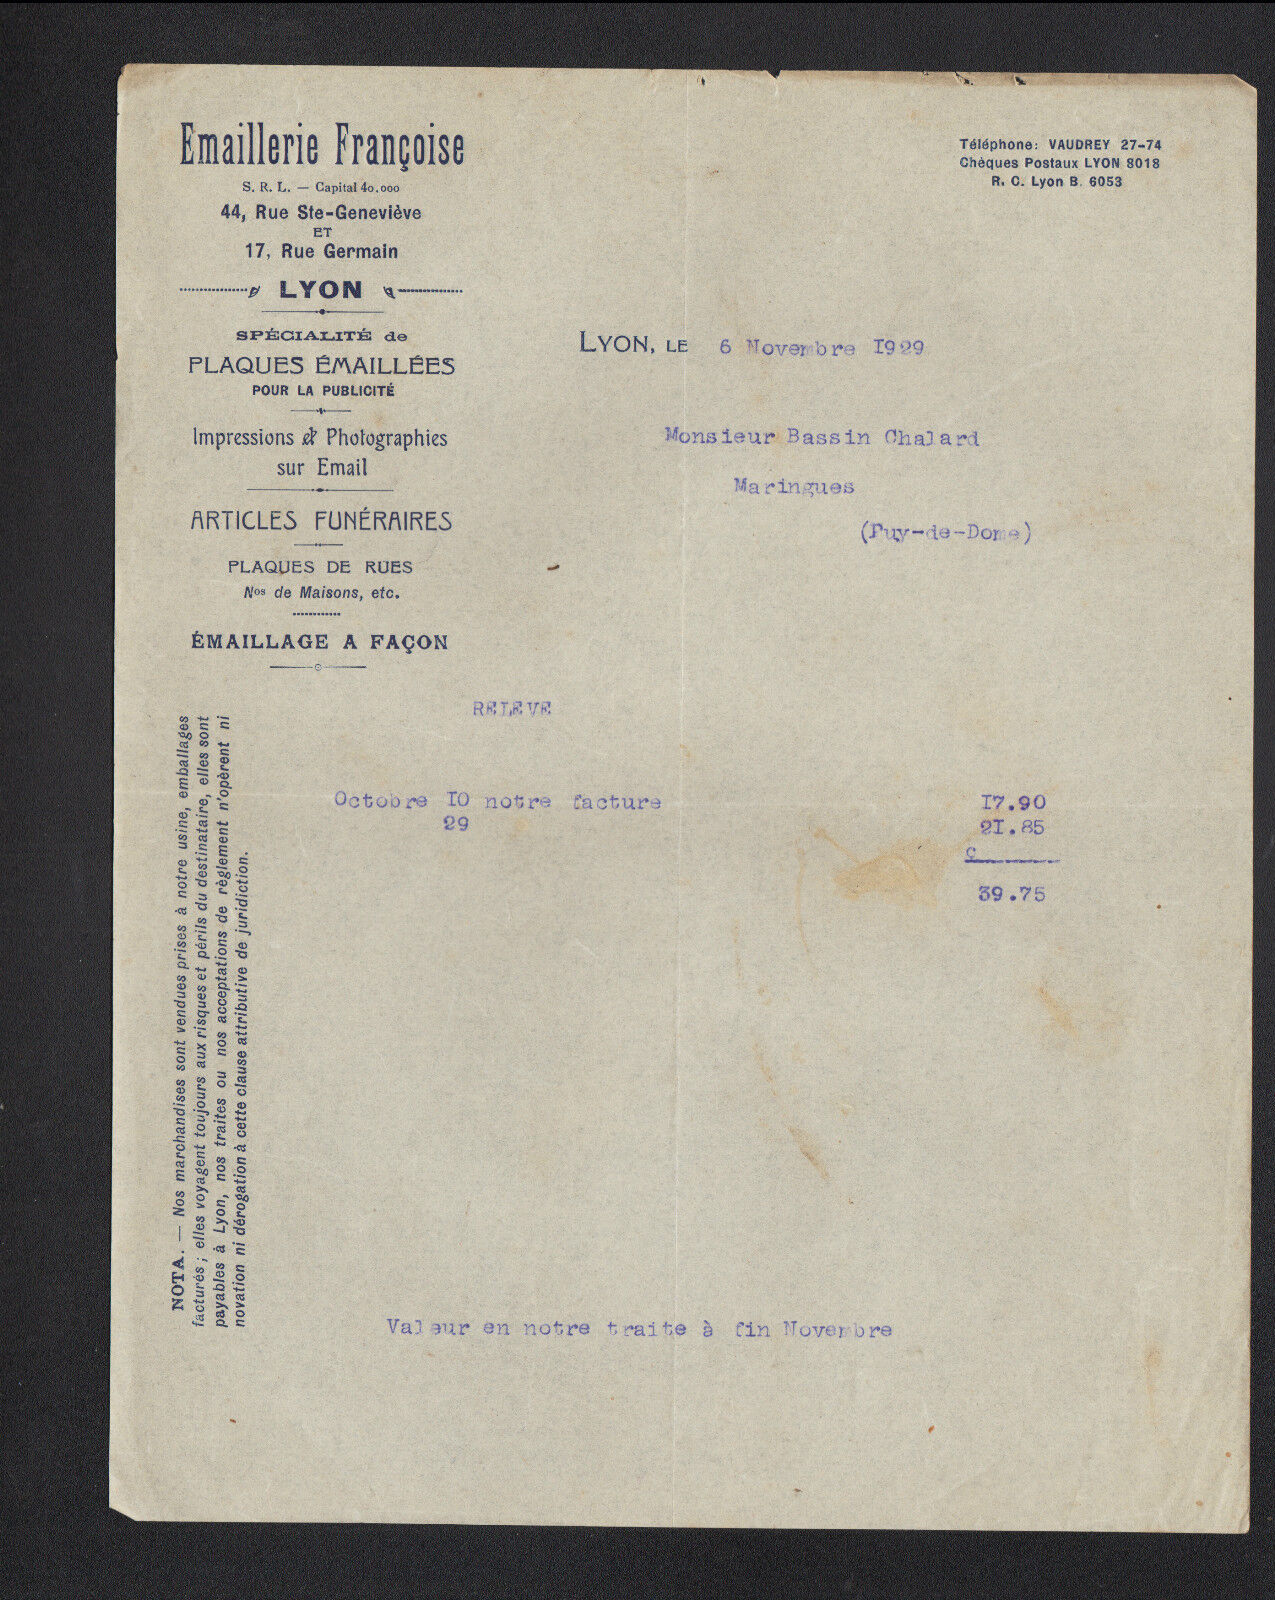 Emaillerie Françoise
S. R. L. — Capital 40.000
44, Rue Ste-Geneviève
ET
17, Rue Germain
LYON
SPÉCIALITÉ de
PLAQUES ÉMAILLÉES
POUR LA PUBLICITÉ
Impressions & Photographies
sur Email
ARTICLES FUNÉRAIRES
PLAQUES DE RUES
Nos de Maisons, etc.
ÉMAILLAGE A FAÇON
Téléphone: VAUDREY 27-74
Chèques Postaux LYON 8018
R. C. Lyon B. 6053
LYON, LE 6 Novembre 1929
Monsieur Bassin Chalard
Maringues
(Puy-de-Dome)
RELEVE
Octobre 10 notre facture 17.90
29 21.85
ç
39.75
Valeur en notre traite à fin Novembre
NOTA. — Nos marchandises sont vendues prises à notre usine, emballages
facturés ; elles voyagent toujours aux risques et périls du destinataire, elles sont
payables à Lyon, nos traites ou nos acceptations de règlement n'opèrent ni
novation ni dérogation à cette clause attributive de juridiction.